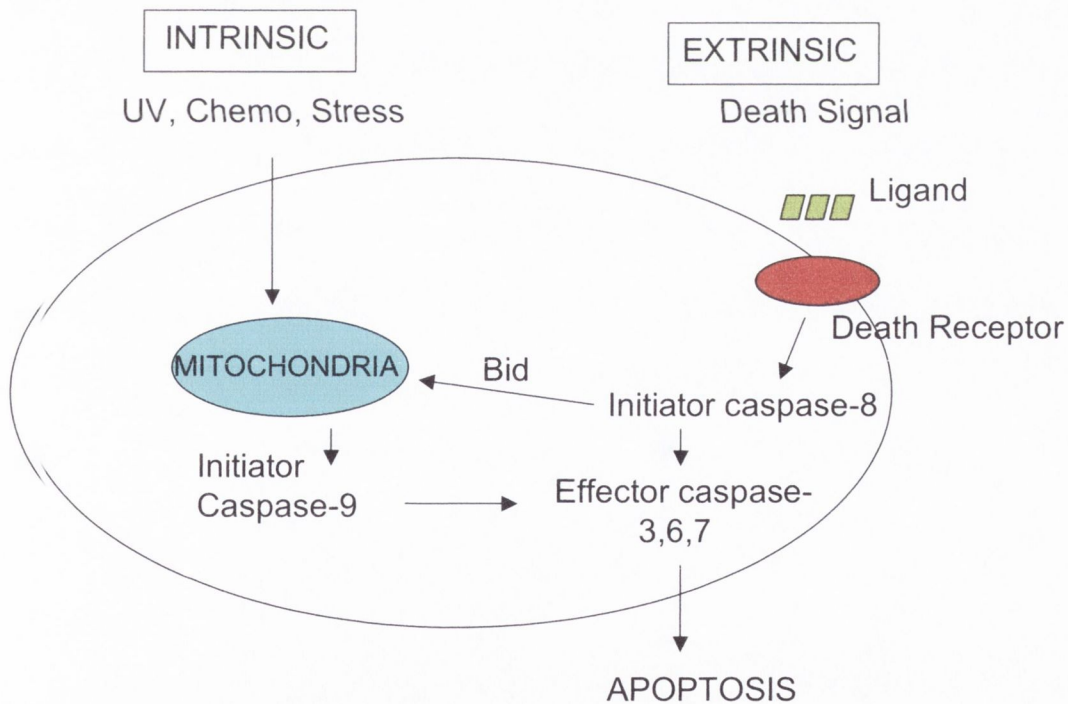 INTRINSIC
UV, Chemo, Stress
EXTRINSIC
Death Signal
Ligand
Death Receptor
MITOCHONDRIA
Bid
Initiator caspase-8
Initiator
Caspase-9
Effector caspase-
3,6,7
APOPTOSIS